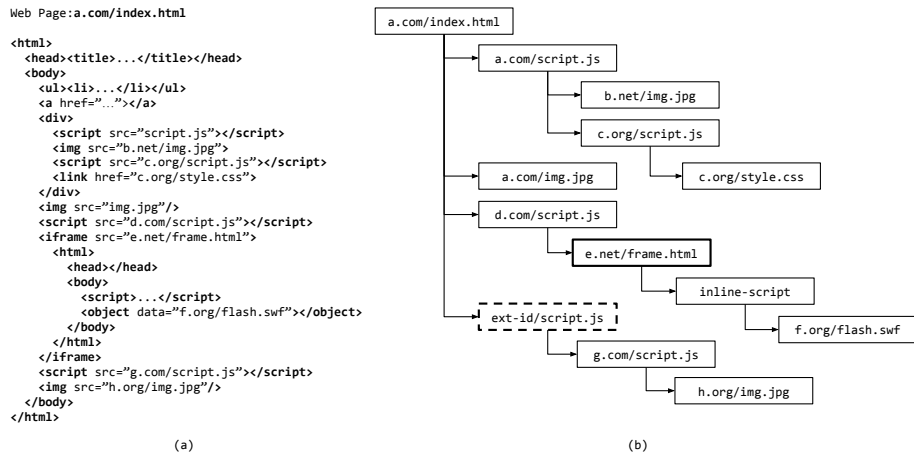 Web Page:a.com/index.html
<html>
<head><title>...</title></head>
<body>
<ul><li>...</li></ul>
<a href=”…”></a>
<div>
<script src=”script.js”></script>
<img src=”b.net/img.jpg”>
<script src=”c.org/script.js”></script>
<link href=”c.org/style.css”>
</div>
<img src=”img.jpg”/>
<script src=”d.com/script.js”></script>
<iframe src=”e.net/frame.html”>
<html>
<head></head>
<body>
<script>...</script>
<object data=”f.org/flash.swf”></object>
</body>
</html>
</iframe>
<script src=”g.com/script.js”></script>
<img src=”h.org/img.jpg”/>
</body>
</html>
(a)
a.com/index.html
a.com/script.js
b.net/img.jpg
c.org/script.js
a.com/img.jpg
c.org/style.css
d.com/script.js
e.net/frame.html
inline-script
ext-id/script.js
f.org/flash.swf
g.com/script.js
h.org/img.jpg
(b)